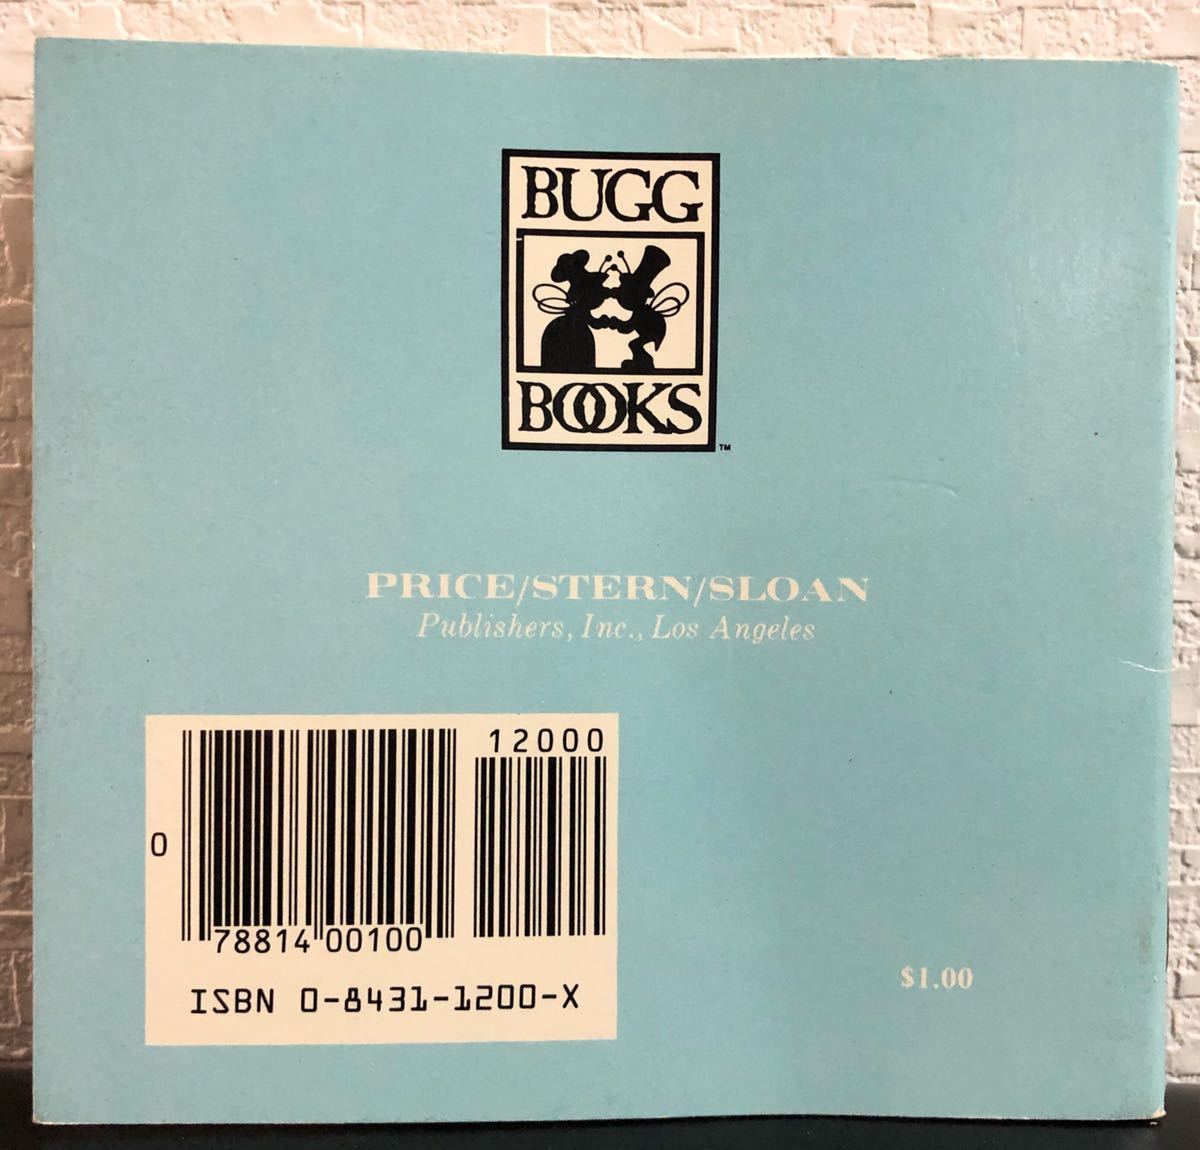 BUGG
BOOKS
TM
PRICE/STERN/SLOAN
Publishers, Inc., Los Angeles
12000
0
78814 00100
ISBN 0-8431-1200-X
$1.00